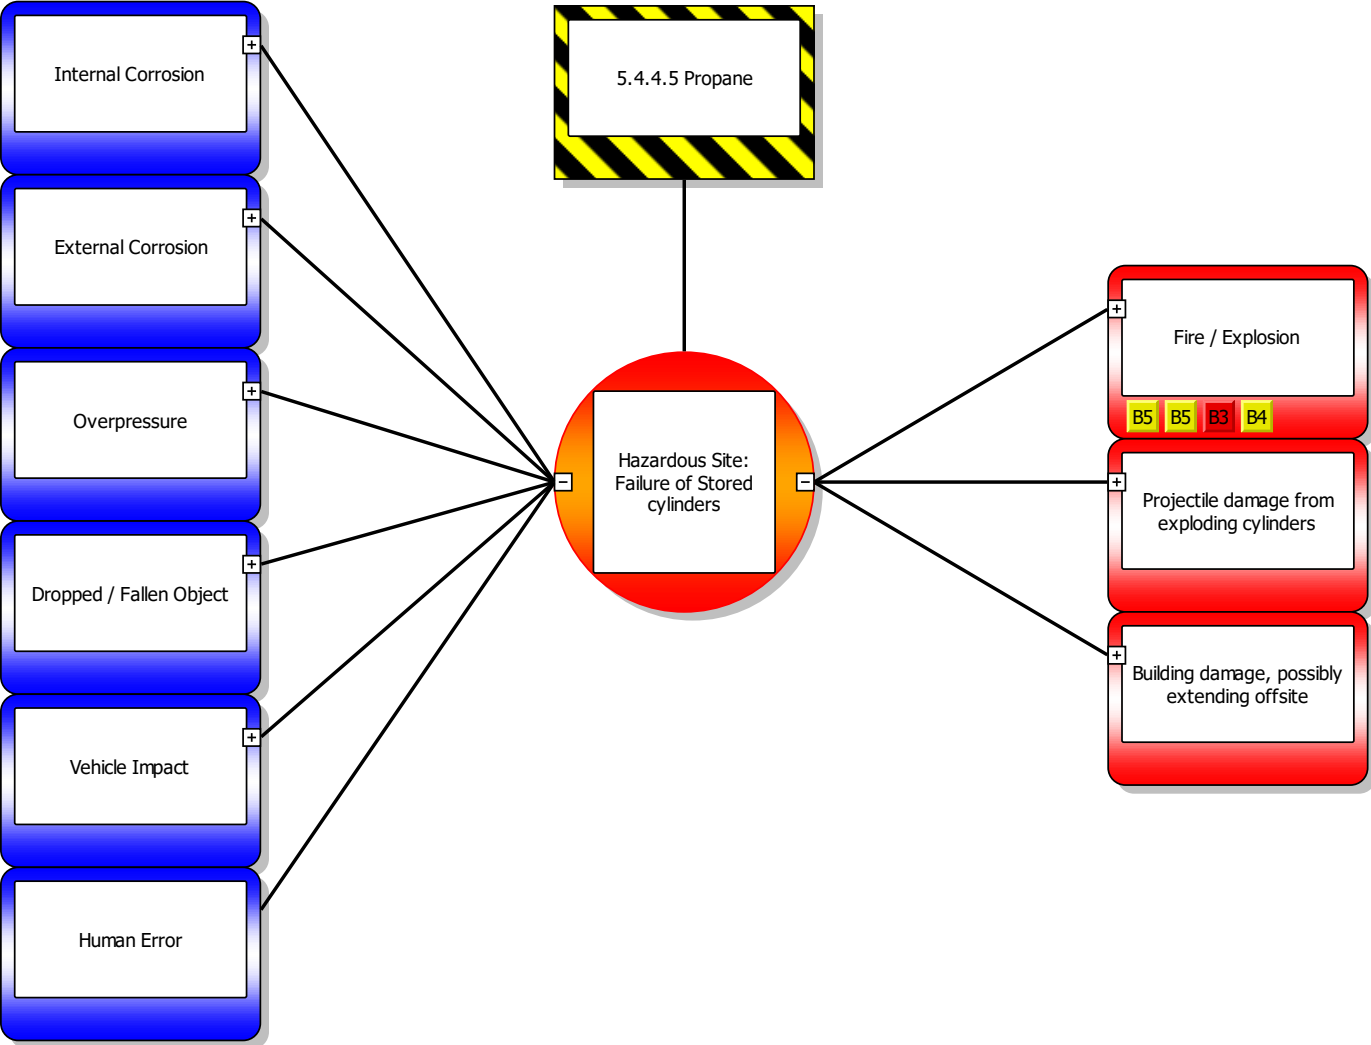 Internal Corrosion
5.4.4.5 Propane
External Corrosion
Overpressure
Dropped / Fallen Object
Vehicle Impact
Human Error
Hazardous Site:
Failure of Stored
cylinders
Fire / Explosion
B5 B5 B3 B4
Projectile damage from
exploding cylinders
Building damage, possibly
extending offsite